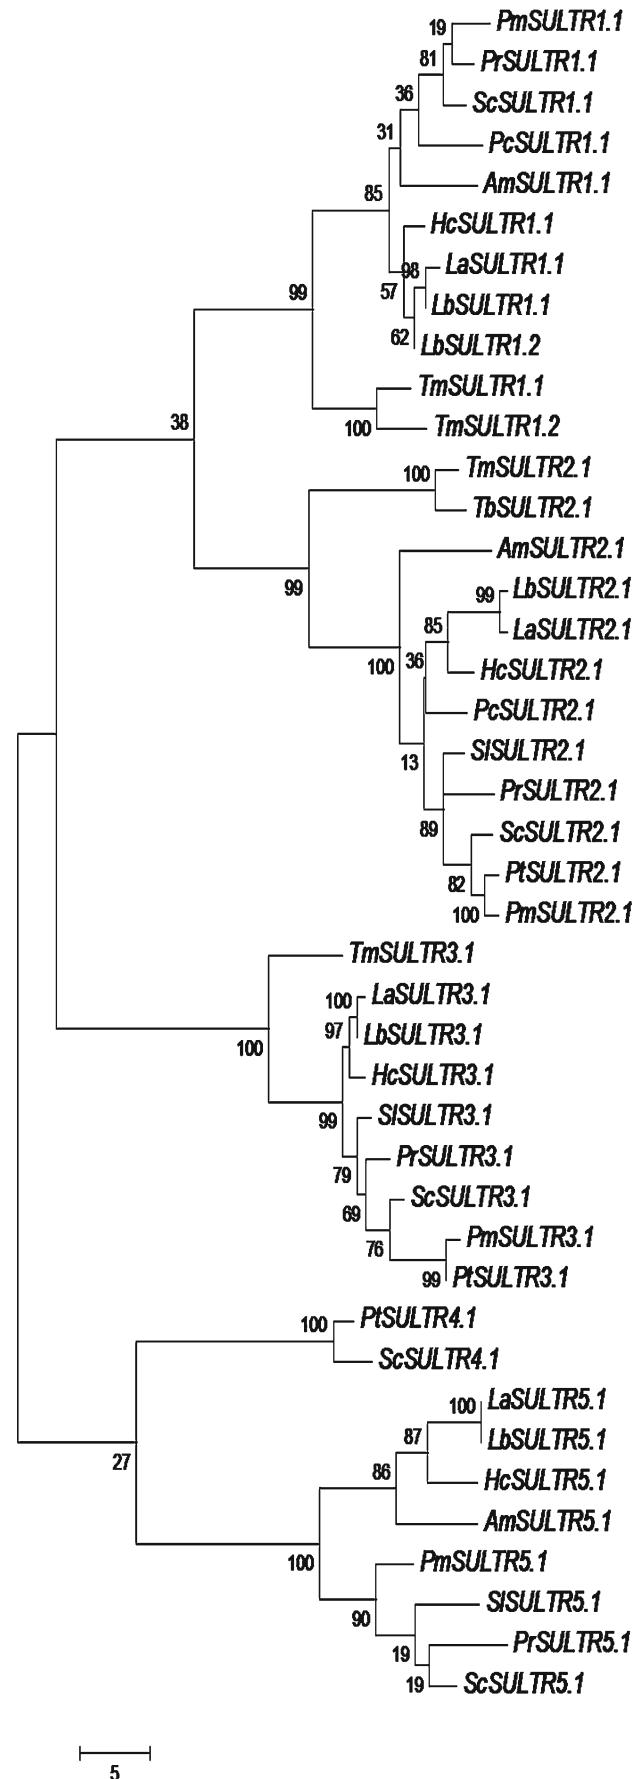 19
PmSULTR1.1
81
PrSULTR1.1
36
ScSULTR1.1
31
PcSULTR1.1
85
AmSULTR1.1
HcSULTR1.1
98
LaSULTR1.1
99
57
LbSULTR1.1
62
LbSULTR1.2
TmSULTR1.1
38
100
TmSULTR1.2
100
TmSULTR2.1
TbSULTR2.1
99
AmSULTR2.1
99
LbSULTR2.1
85
LaSULTR2.1
100
36
HcSULTR2.1
PcSULTR2.1
13
SlSULTR2.1
PrSULTR2.1
89
ScSULTR2.1
82
PtSULTR2.1
100
PmSULTR2.1
TmSULTR3.1
100
LaSULTR3.1
97
LbSULTR3.1
100
HcSULTR3.1
99
SlSULTR3.1
79
PrSULTR3.1
69
ScSULTR3.1
76
PmSULTR3.1
99
PtSULTR3.1
100
PtSULTR4.1
ScSULTR4.1
100
LaSULTR5.1
87
LbSULTR5.1
27
86
HcSULTR5.1
AmSULTR5.1
100
PmSULTR5.1
90
SlSULTR5.1
19
PrSULTR5.1
19
ScSULTR5.1
5